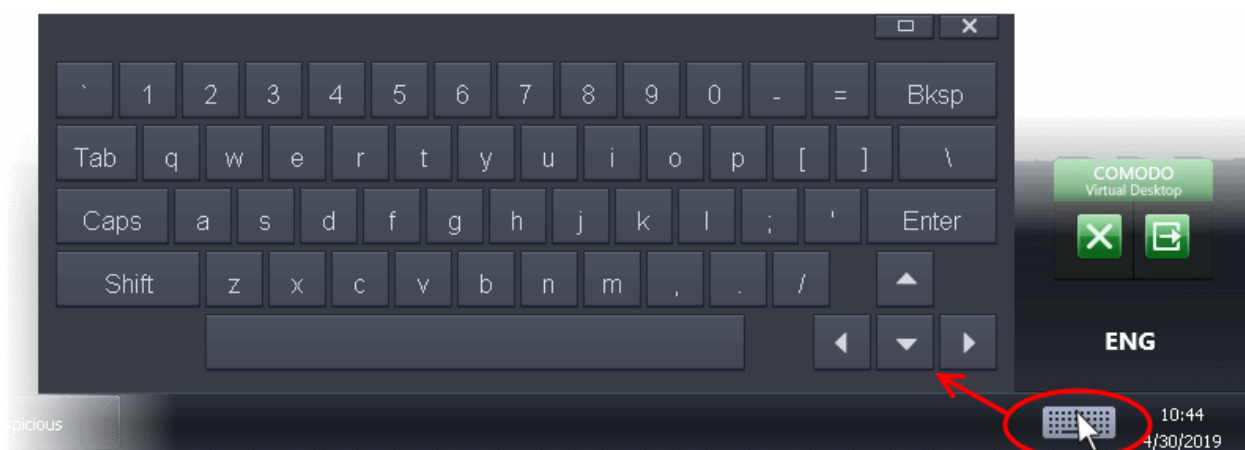 ` 1 2 3 4 5 6 7 8 9 0 - = Bksp
Tab q w e r t y u i o p [ ] \
Caps a s d f g h j k l ; ' Enter
Shift z x c v b n m , . /
COMODO
Virtual Desktop
ENG
picious
10:44
4/30/2019